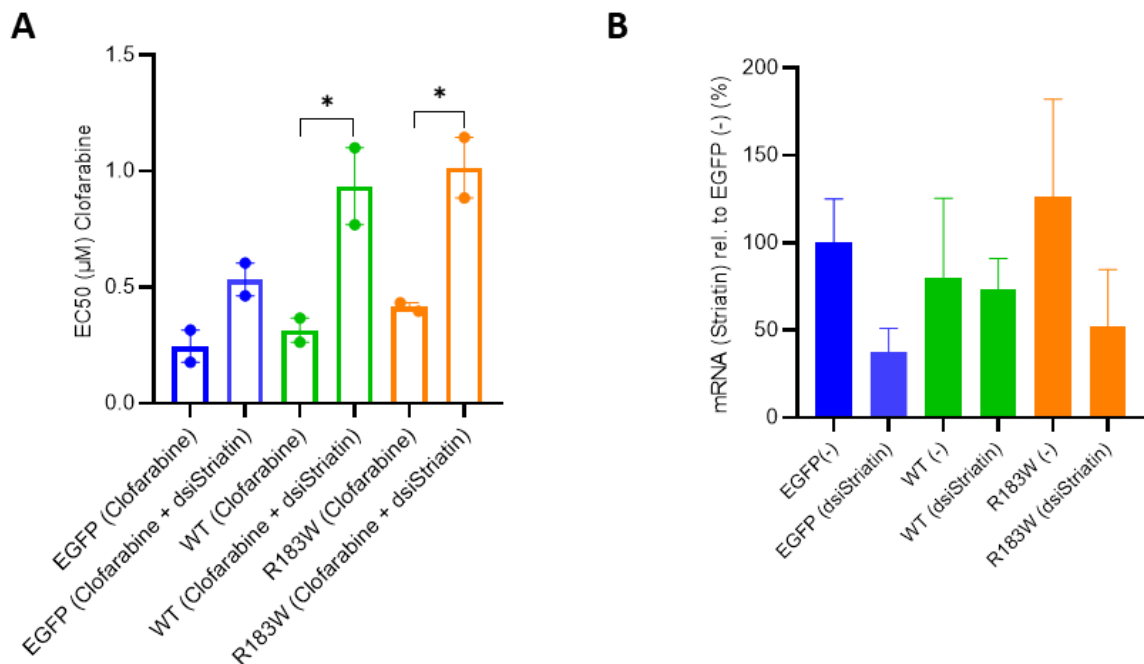 A
EC50 (µM) Clofarabine
1.5
1.0
0.5
0.0
*
*
EGFP (Clofarabine)
EGFP (Clofarabine + dsiStriatin)
WT (Clofarabine)
WT (Clofarabine + dsiStriatin)
R183W (Clofarabine)
R183W (Clofarabine + dsiStriatin)
B
mRNA (Striatin) rel. to EGFP (-) (%)
200
150
100
50
0
EGFP(-)
EGFP (dsiStriatin)
WT (-)
WT (dsiStriatin)
R183W (-)
R183W (dsiStriatin)